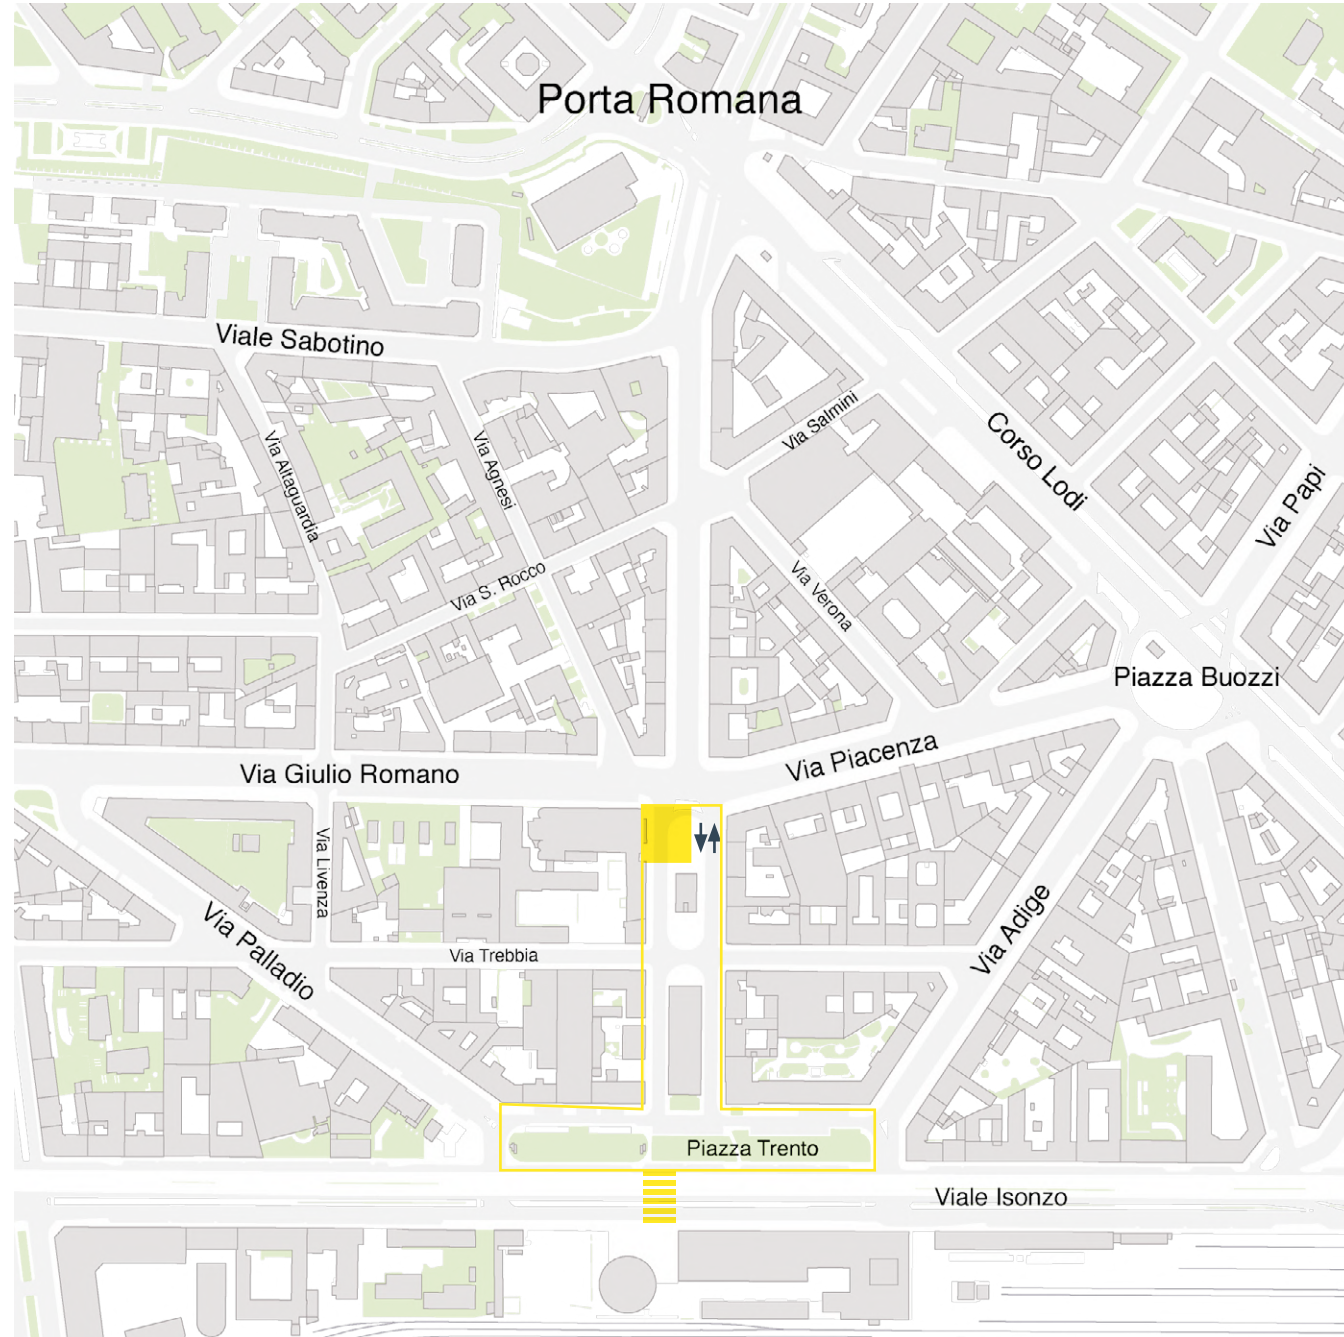 Porta Romana
Viale Sabotino
Via Salmini
Corso Lodi
Via Altaguardia
Via Agnesi
Via Papi
Via S. Rocco
Via Verona
Piazza Buozzi
Via Giulio Romano
Via Piacenza
Via Livenza
Via Palladio
Via Trebbia
Via Adige
Piazza Trento
Viale Isonzo